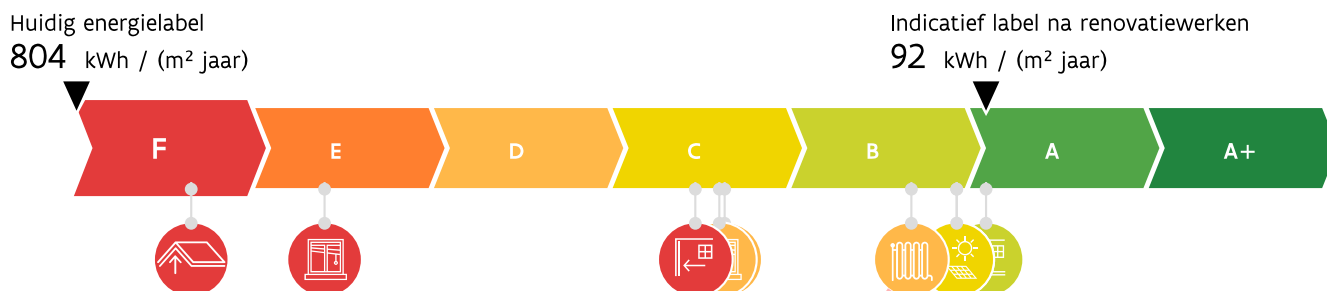 Huidig energielabel
804 kWh / (m² jaar)
Indicatief label na renovatiewerken
92 kWh / (m² jaar)
F E D C B A A+